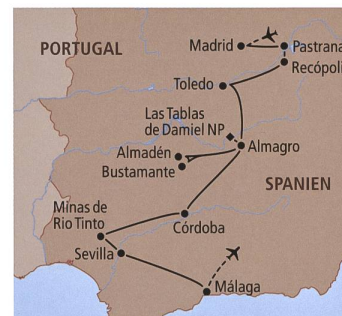 PORTUGAL
Madrid
Pastrana
Recópoli
Toledo
Las Tablas
de Damiel NP
Almagro
Almadén
Bustamante
SPANIEN
Minas de
Rio Tinto
Córdoba
Sevilla
Málaga